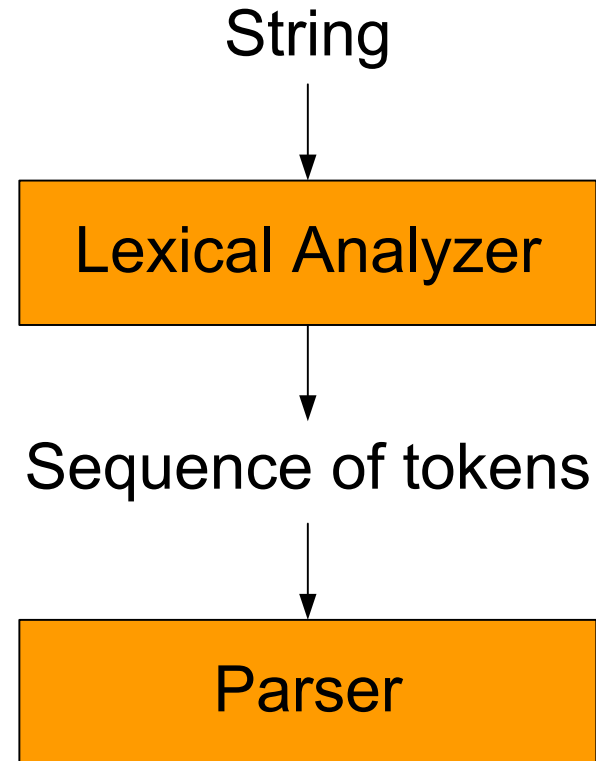 String
Lexical Analyzer
Sequence of tokens
Parser